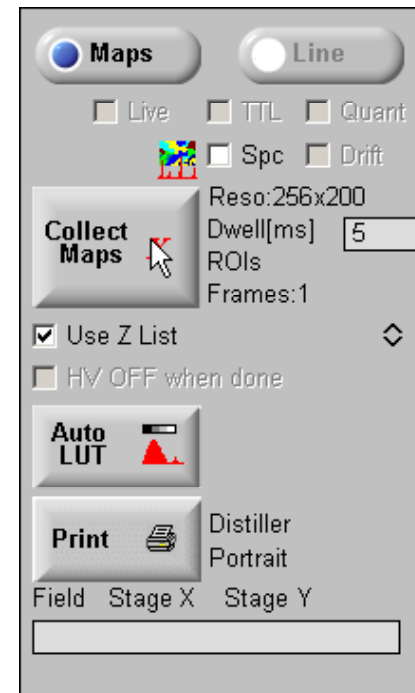 Maps Line
Live TTL Quant
Spc Drift
Reso:256x200
Collect Maps
Dwell[ms] 5
ROIs
Frames:1
Use Z List
HV OFF when done
Auto LUT
Print
Distiller
Portrait
Field Stage X Stage Y